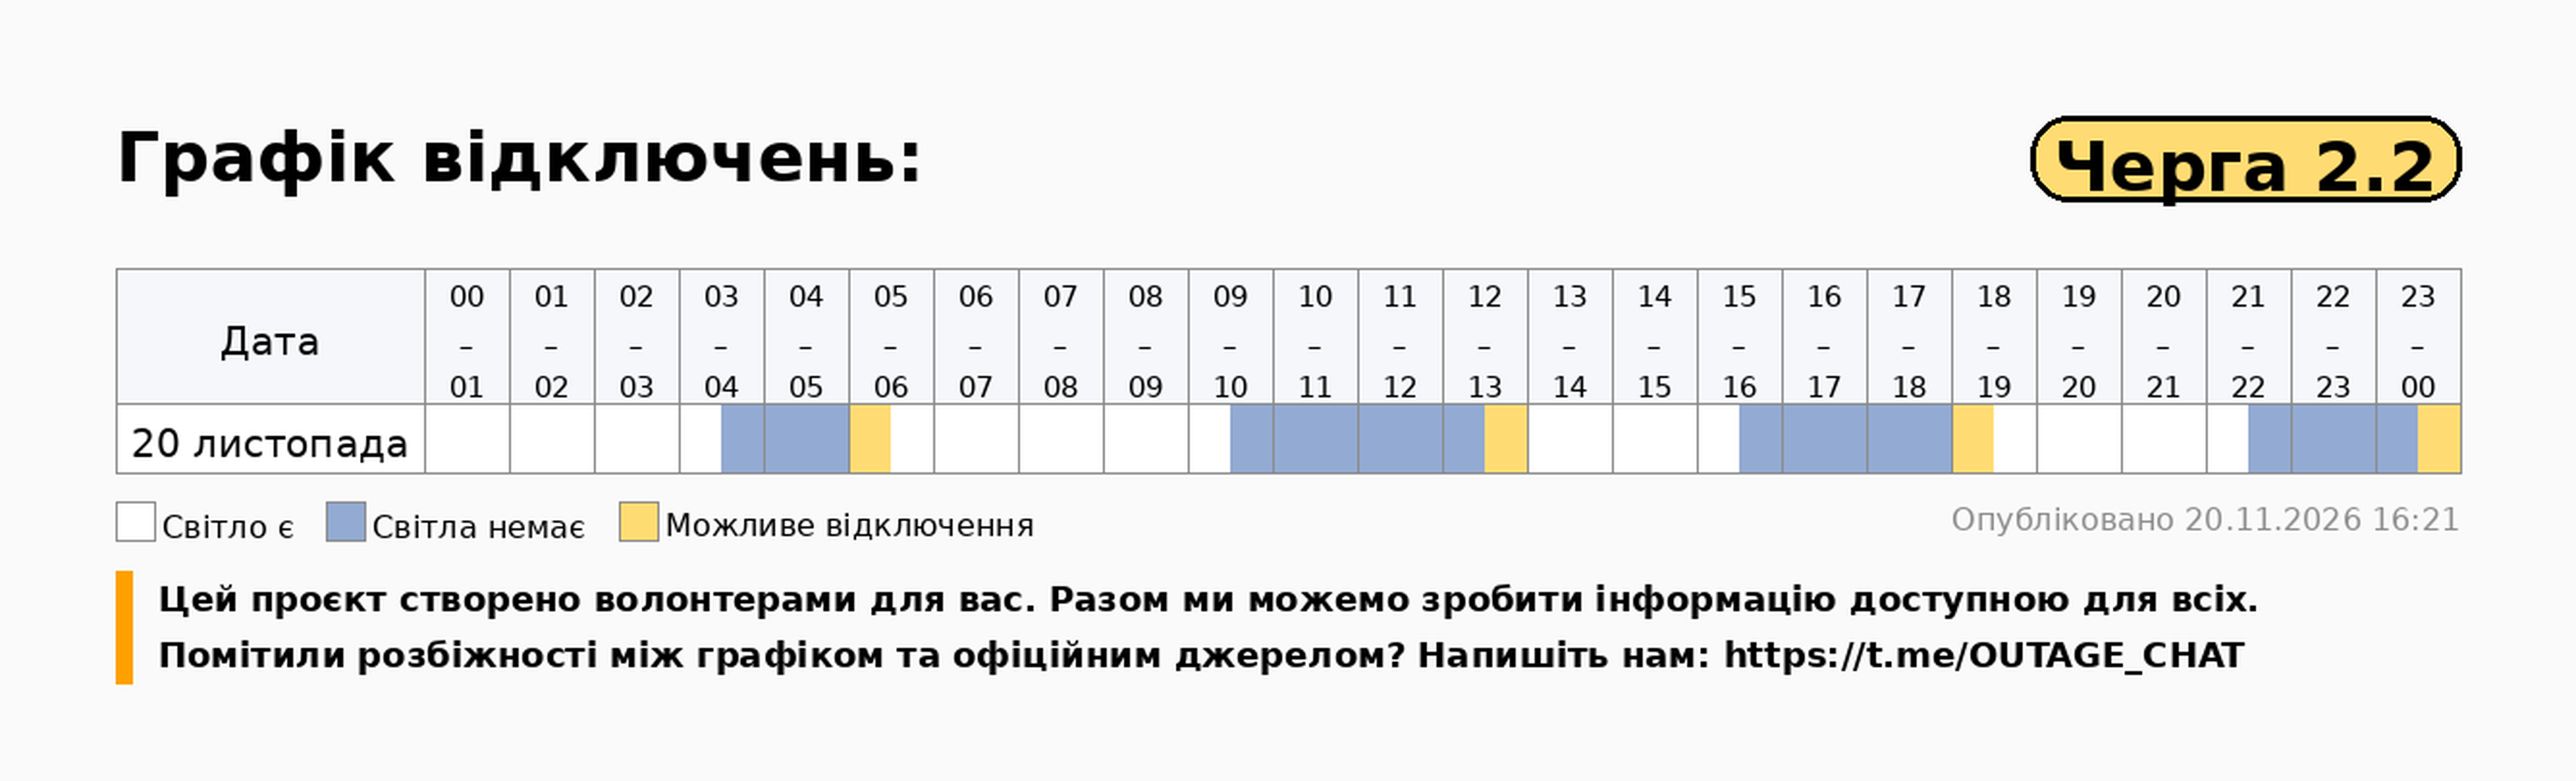 Графік відключень:
Черга 2.2
Дата
00 – 01
01 – 02
02 – 03
03 – 04
04 – 05
05 – 06
06 – 07
07 – 08
08 – 09
09 – 10
10 – 11
11 – 12
12 – 13
13 – 14
14 – 15
15 – 16
16 – 17
17 – 18
18 – 19
19 – 20
20 – 21
21 – 22
22 – 23
23 – 00
20 листопада
Світло є
Світла немає
Можливе відключення
Опубліковано 20.11.2026 16:21
Цей проєкт створено волонтерами для вас. Разом ми можемо зробити інформацію доступною для всіх.
Помітили розбіжності між графіком та офіційним джерелом? Напишіть нам: https://t.me/OUTAGE_CHAT